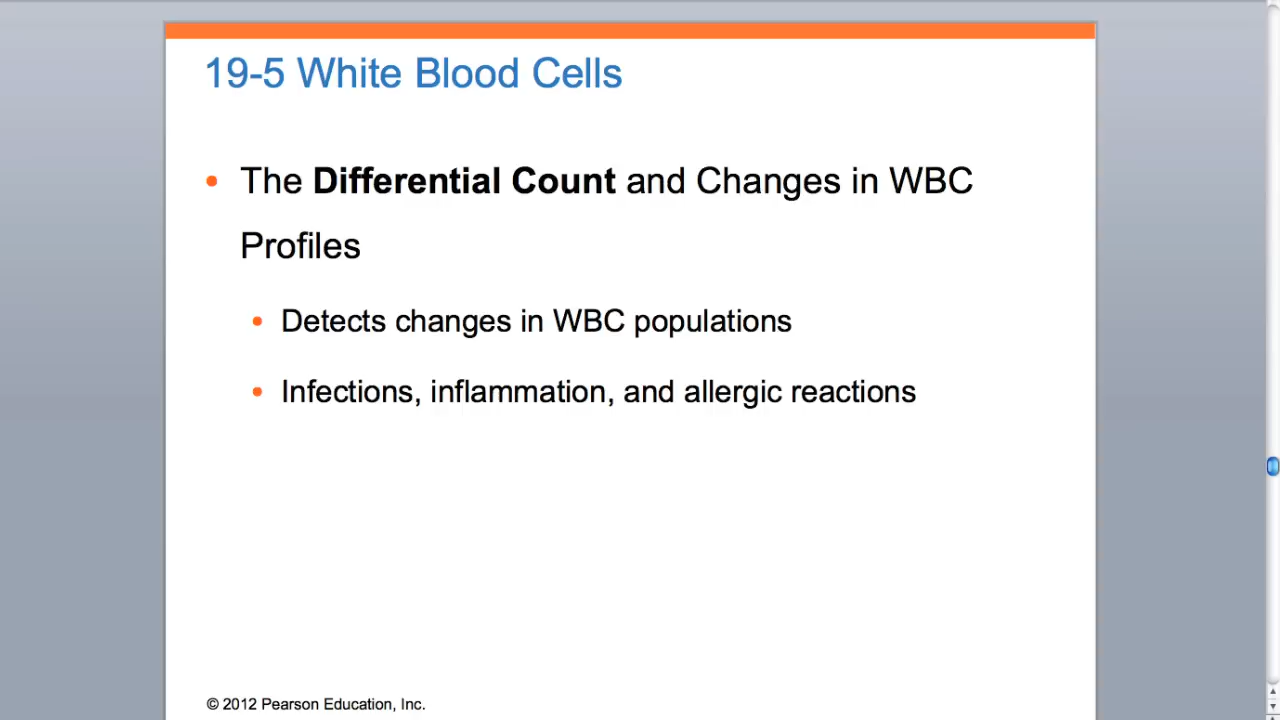 19-5 White Blood Cells
• The Differential Count and Changes in WBC
Profiles
• Detects changes in WBC populations
• Infections, inflammation, and allergic reactions
© 2012 Pearson Education, Inc.